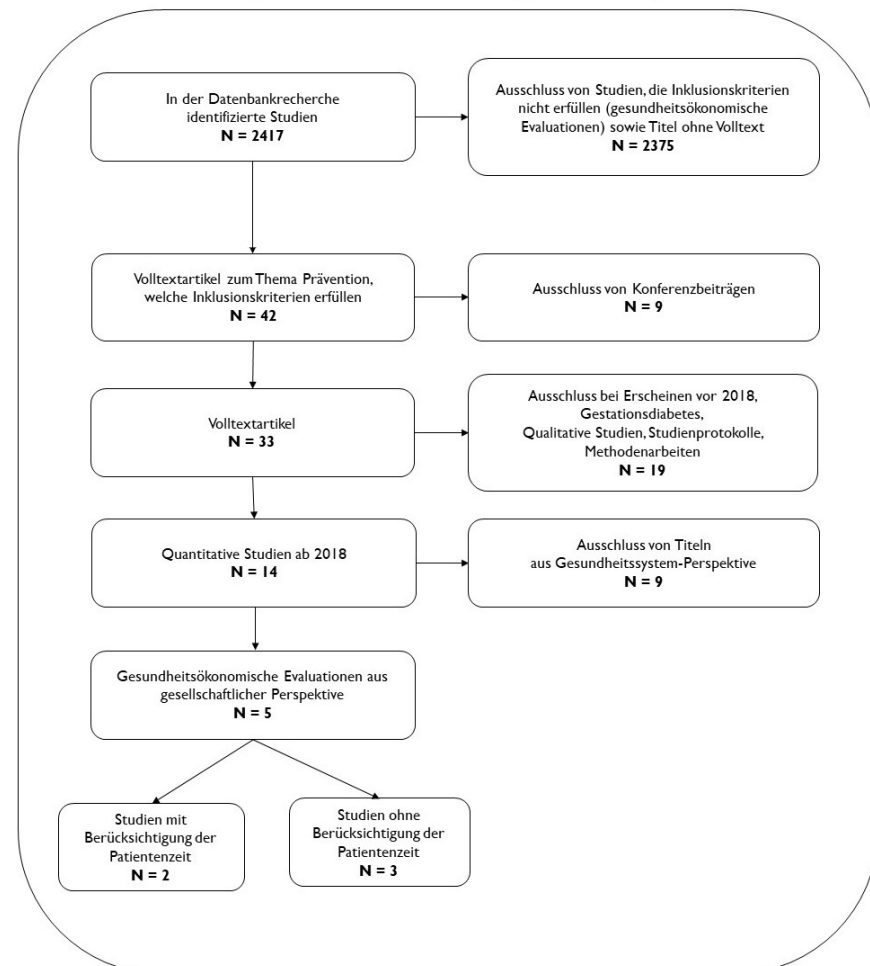 In der Datenbankrecherche
identifizierte Studien
N = 2417
Ausschluss von Studien, die Inklusionskriterien
nicht erfüllen (gesundheitsökonomische
Evaluationen) sowie Titel ohne Volltext
N = 2375
Volltextartikel zum Thema Prävention,
welche Inklusionskriterien erfüllen
N = 42
Ausschluss von Konferenzbeiträgen
N = 9
Volltextartikel
N = 33
Ausschluss bei Erscheinen vor 2018,
Gestationsdiabetes,
Qualitative Studien, Studienprotokolle,
Methodenarbeiten
N = 19
Quantitative Studien ab 2018
N = 14
Ausschluss von Titeln
aus Gesundheitssystem-Perspektive
N = 9
Gesundheitsökonomische Evaluationen aus
gesellschaftlicher Perspektive
N = 5
Studien mit
Berücksichtigung der
Patientenzeit
N = 2
Studien ohne
Berücksichtigung der
Patientenzeit
N = 3